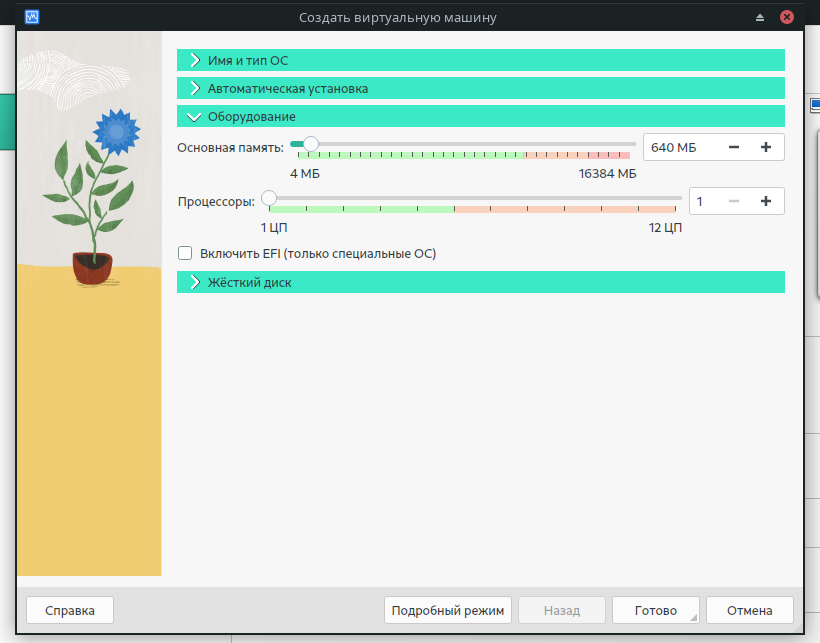 Создать виртуальную машину
Имя и тип ОС
Автоматическая установка
Оборудование
Основная память: 640 МБ
4 МБ 16384 МБ
Процессоры: 1
1 ЦП 12 ЦП
Включить EFI (только специальные ОС)
Жёсткий диск
Справка Подробный режим Назад Готово Отмена